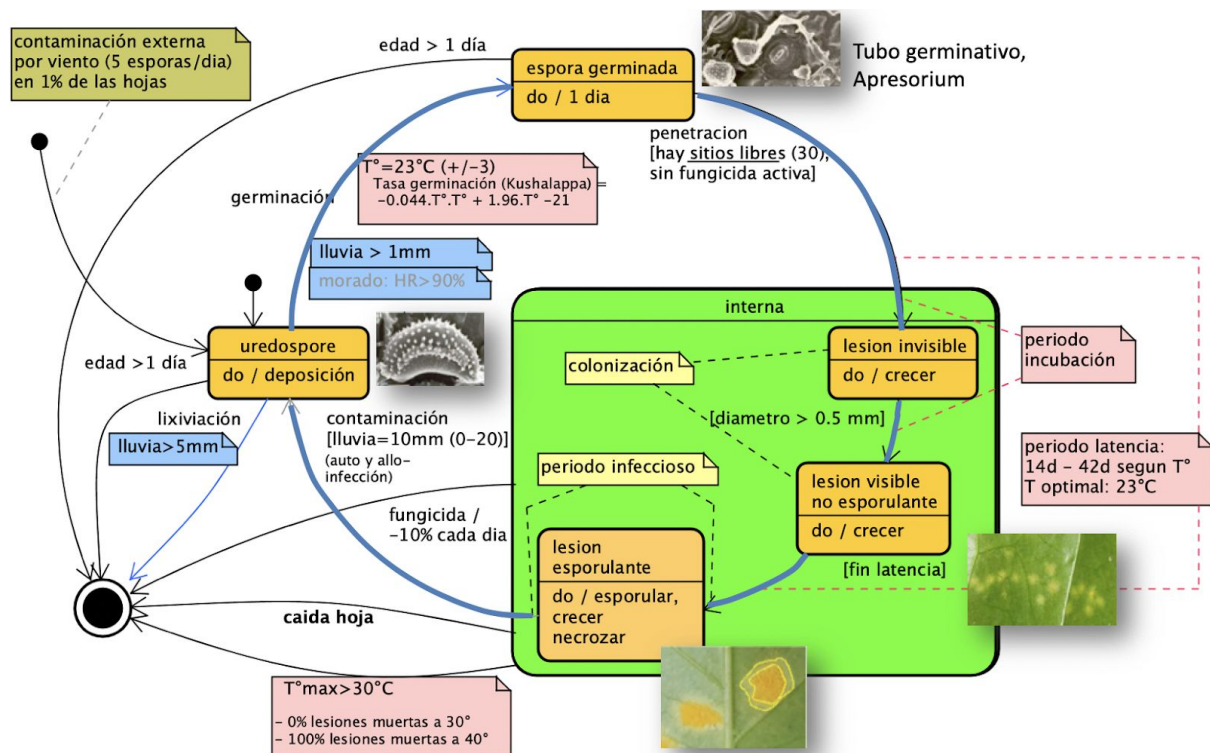 contaminación externa
por viento (5 esporas/dia)
en 1% de las hojas
edad > 1 día
espora germinada
do / 1 dia
Tubo germinativo,
Apresorium
penetracion
[hay sitios libres (30),
sin fungicida activa]
T°=23°C (+/-3)
Tasa germinación (Kushalappa) =
-0.044.T°.T° + 1.96.T° -21
germinación
lluvia > 1mm
morado: HR>90%
interna
uredospore
do / deposición
edad >1 día
lixiviación
lluvia>5mm
contaminación
[lluvia=10mm (0-20)]
(auto y allo-
infección)
colonización
lesion invisible
do / crecer
periodo
incubación
[diametro > 0.5 mm]
periodo latencia:
14d - 42d segun T°
T optimal: 23°C
periodo infeccioso
lesion visible
no esporulante
do / crecer
fungicida /
-10% cada dia
[fin latencia]
lesion
esporulante
do / esporular,
crecer
necrozar
caida hoja
T°max>30°C
- 0% lesiones muertas a 30°
- 100% lesiones muertas a 40°